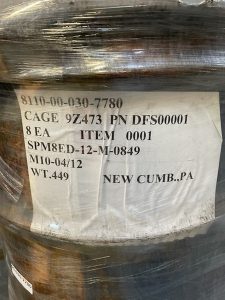 8110-00-030-7780
CAGE 9Z473 PN DFS00001
8 EA ITEM 0001
SPM8ED-12-M-0849
M10-04/12
WT.449 NEW CUMB.,PA